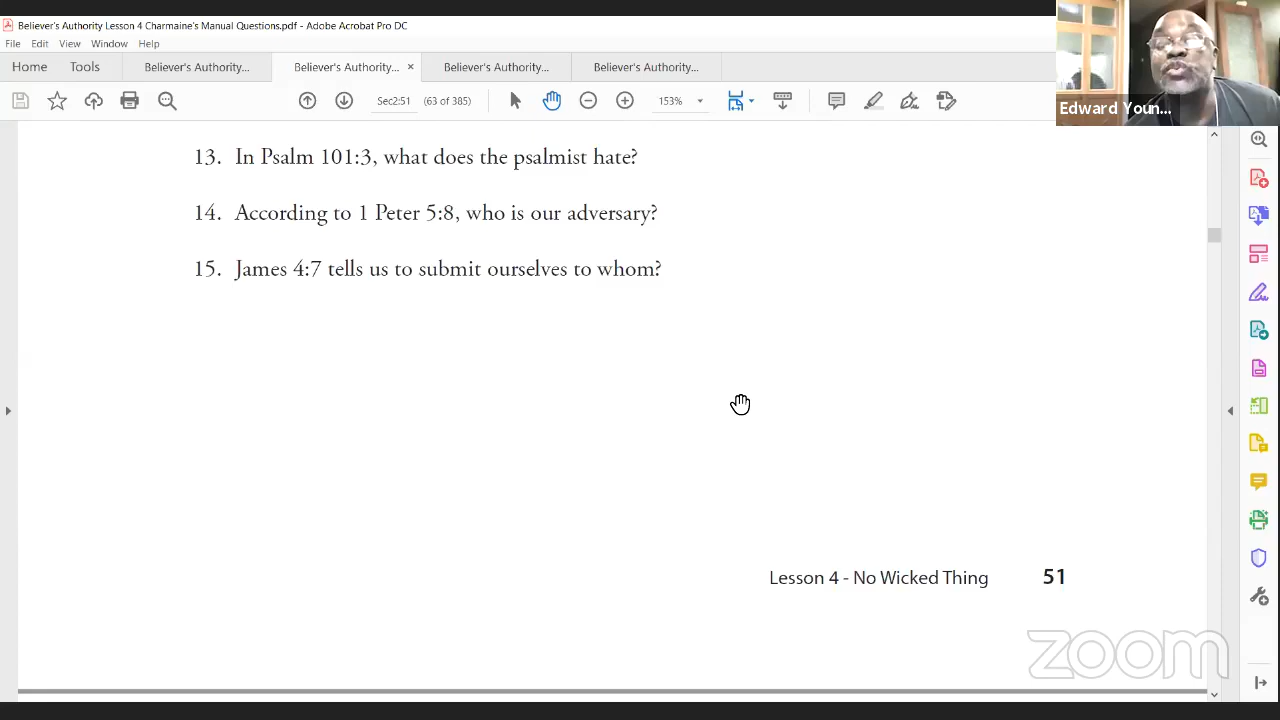 Believer's Authority Lesson 4 Charmaine's Manual Questions.pdf - Adobe Acrobat Pro DC
File Edit View Window Help
Home Tools Believer's Authority... Believer's Authority... × Believer's Authority... Believer's Authority...
Sec2:51 (63 of 385) 153%
Edward Youn...
13. In Psalm 101:3, what does the psalmist hate?
14. According to 1 Peter 5:8, who is our adversary?
15. James 4:7 tells us to submit ourselves to whom?
Lesson 4 - No Wicked Thing 51
zoom